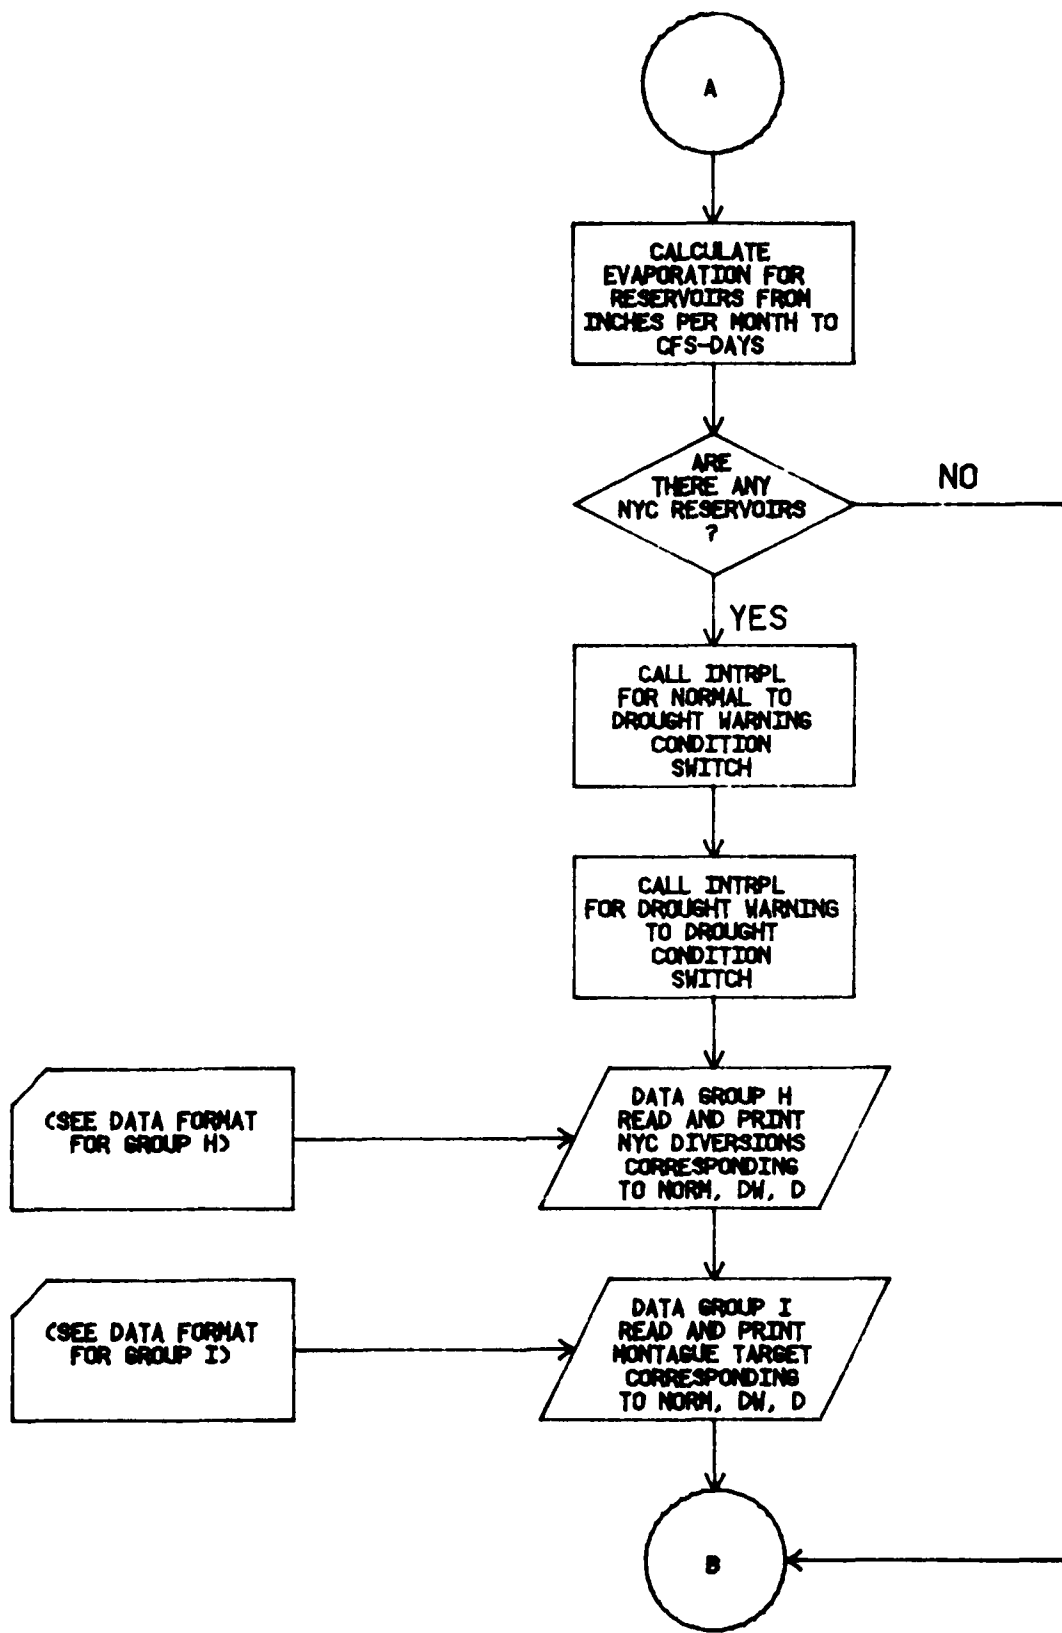 A
CALCULATE
EVAPORATION FOR
RESERVOIRS FROM
INCHES PER MONTH TO
CFS-DAYS
ARE
THERE ANY
NYC RESERVOIRS
?
NO
YES
CALL INTRPL
FOR NORMAL TO
DROUGHT WARNING
CONDITION
SWITCH
CALL INTRPL
FOR DROUGHT WARNING
TO DROUGHT
CONDITION
SWITCH
(SEE DATA FORMAT
FOR GROUP H)
DATA GROUP H
READ AND PRINT
NYC DIVERSIONS
CORRESPONDING
TO NORM, DW, D
(SEE DATA FORMAT
FOR GROUP I)
DATA GROUP I
READ AND PRINT
MONTAGUE TARGET
CORRESPONDING
TO NORM, DW, D
B